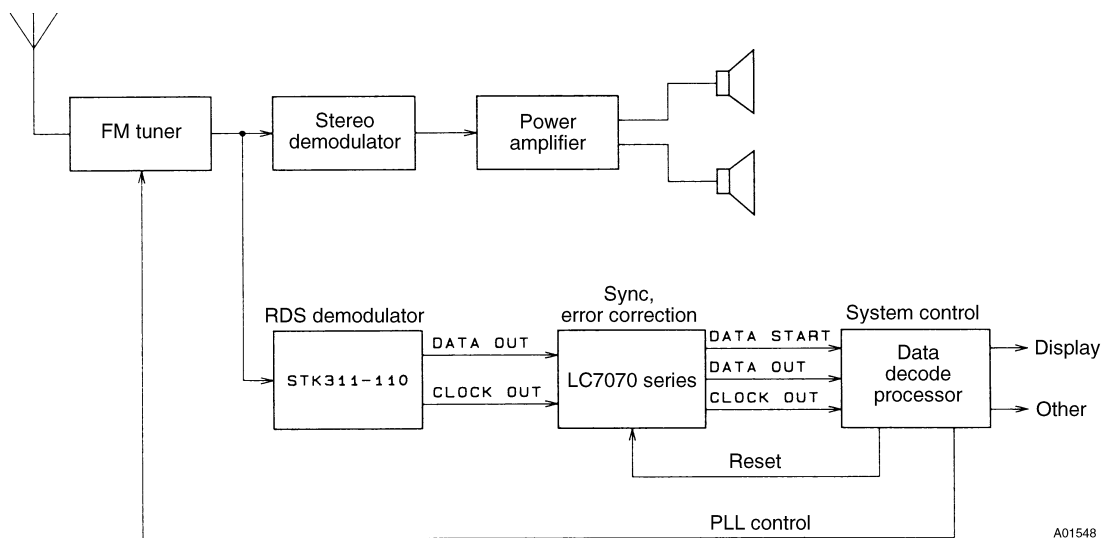 FM tuner
Stereo
demodulator
Power
amplifier
RDS demodulator
STK311-110
DATA OUT
CLOCK OUT
Sync,
error correction
LC7070 series
DATA START
DATA OUT
CLOCK OUT
System control
Data
decode
processor
Display
Other
Reset
PLL control
A01548